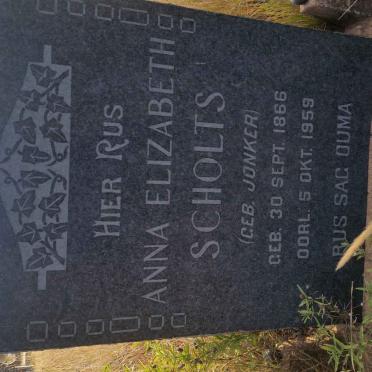 HIER RUS
ANNA ELIZABETH
SCHOLTS
(GEB. JONKER)
GEB. 30 SEPT. 1866
OORL. 5 OKT. 1959
RUS SAG OUMA